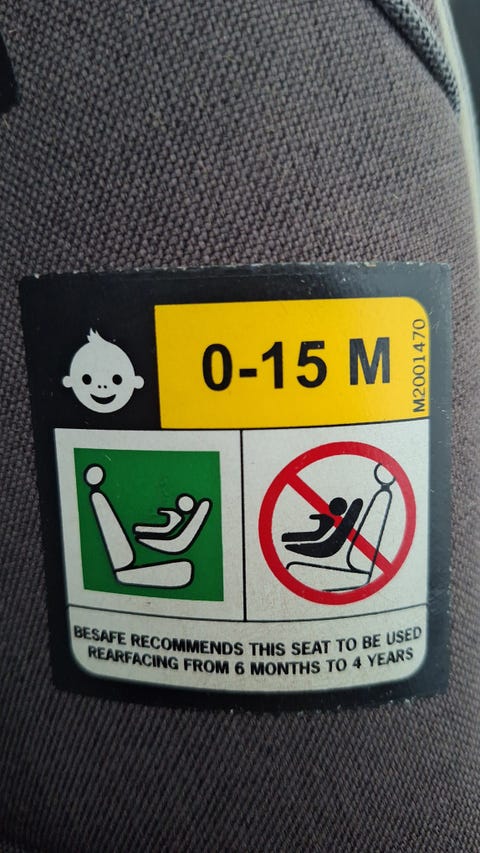 0-15 M
M2001470
BESAFE RECOMMENDS THIS SEAT TO BE USED
REARFACING FROM 6 MONTHS TO 4 YEARS